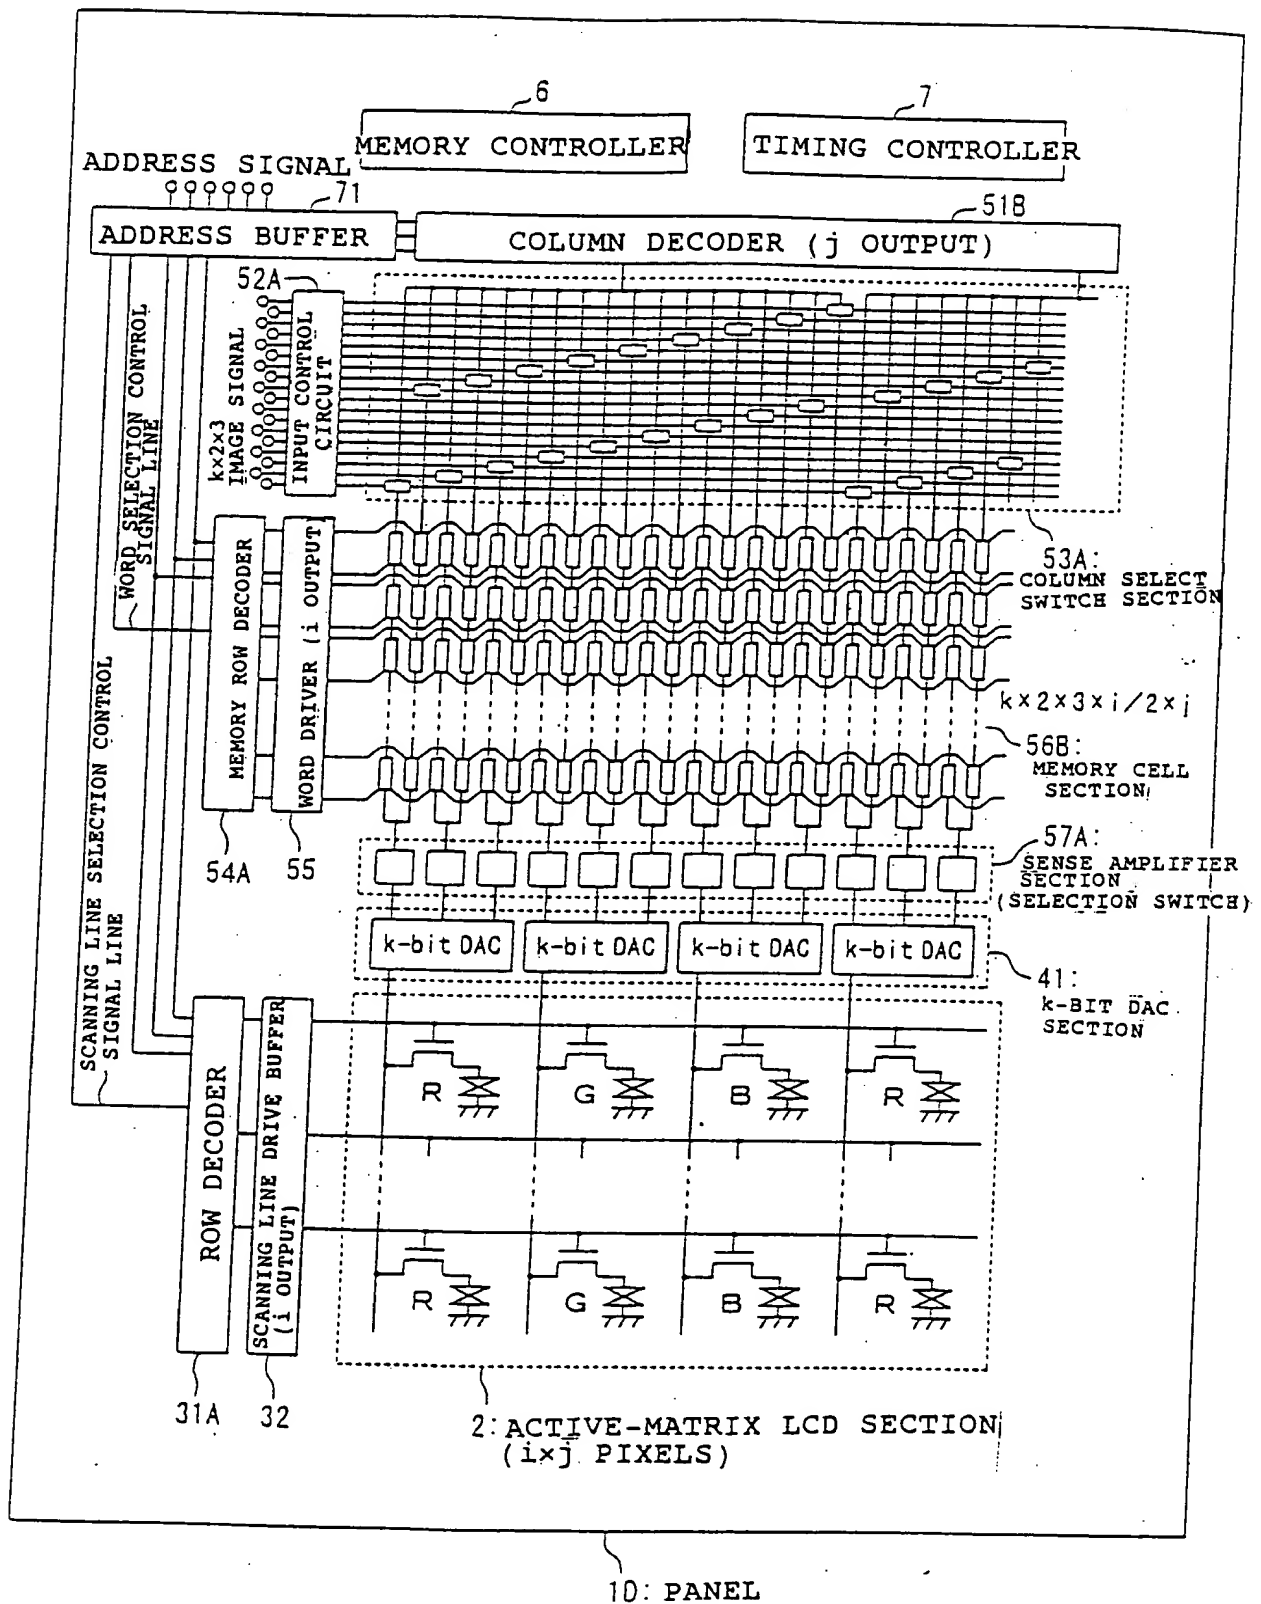 6
7
MEMORY CONTROLLER
TIMING CONTROLLER
ADDRESS SIGNAL
71
51B
ADDRESS BUFFER
COLUMN DECODER (j OUTPUT)
52A
WORD SELECTION CONTROL
SIGNAL LINE
k×2×3
IMAGE SIGNAL
INPUT CONTROL
CIRCUIT
53A:
COLUMN SELECT
SWITCH SECTION
MEMORY ROW DECODER
WORD DRIVER (i OUTPUT
k×2×3×i/2×j
56B:
MEMORY CELL
SECTION
54A
55
57A:
SENSE AMPLIFIER
SECTION
(SELECTION SWITCH)
SCANNING LINE SELECTION CONTROL
SIGNAL LINE
k-bit DAC
k-bit DAC
k-bit DAC
k-bit DAC
41:
k-BIT DAC
SECTION
ROW DECODER
SCANNING LINE DRIVE BUFFER
(i OUTPUT)
R
G
B
R
R
G
B
R
31A
32
2: ACTIVE-MATRIX LCD SECTION
(i×j PIXELS)
10: PANEL